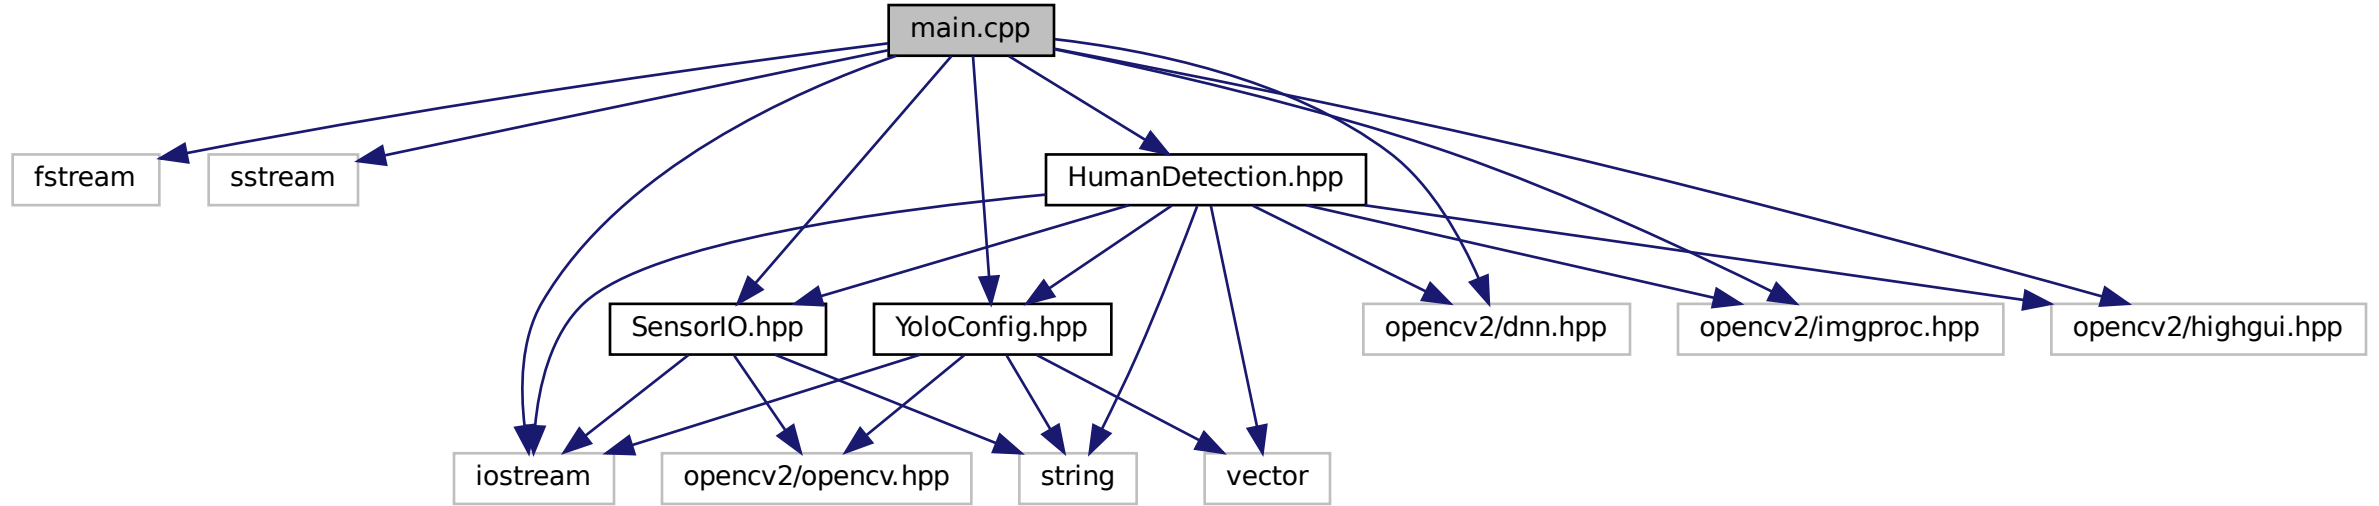 main.cpp
fstream
sstream
HumanDetection.hpp
SensorIO.hpp
YoloConfig.hpp
opencv2/dnn.hpp
opencv2/imgproc.hpp
opencv2/highgui.hpp
iostream
opencv2/opencv.hpp
string
vector